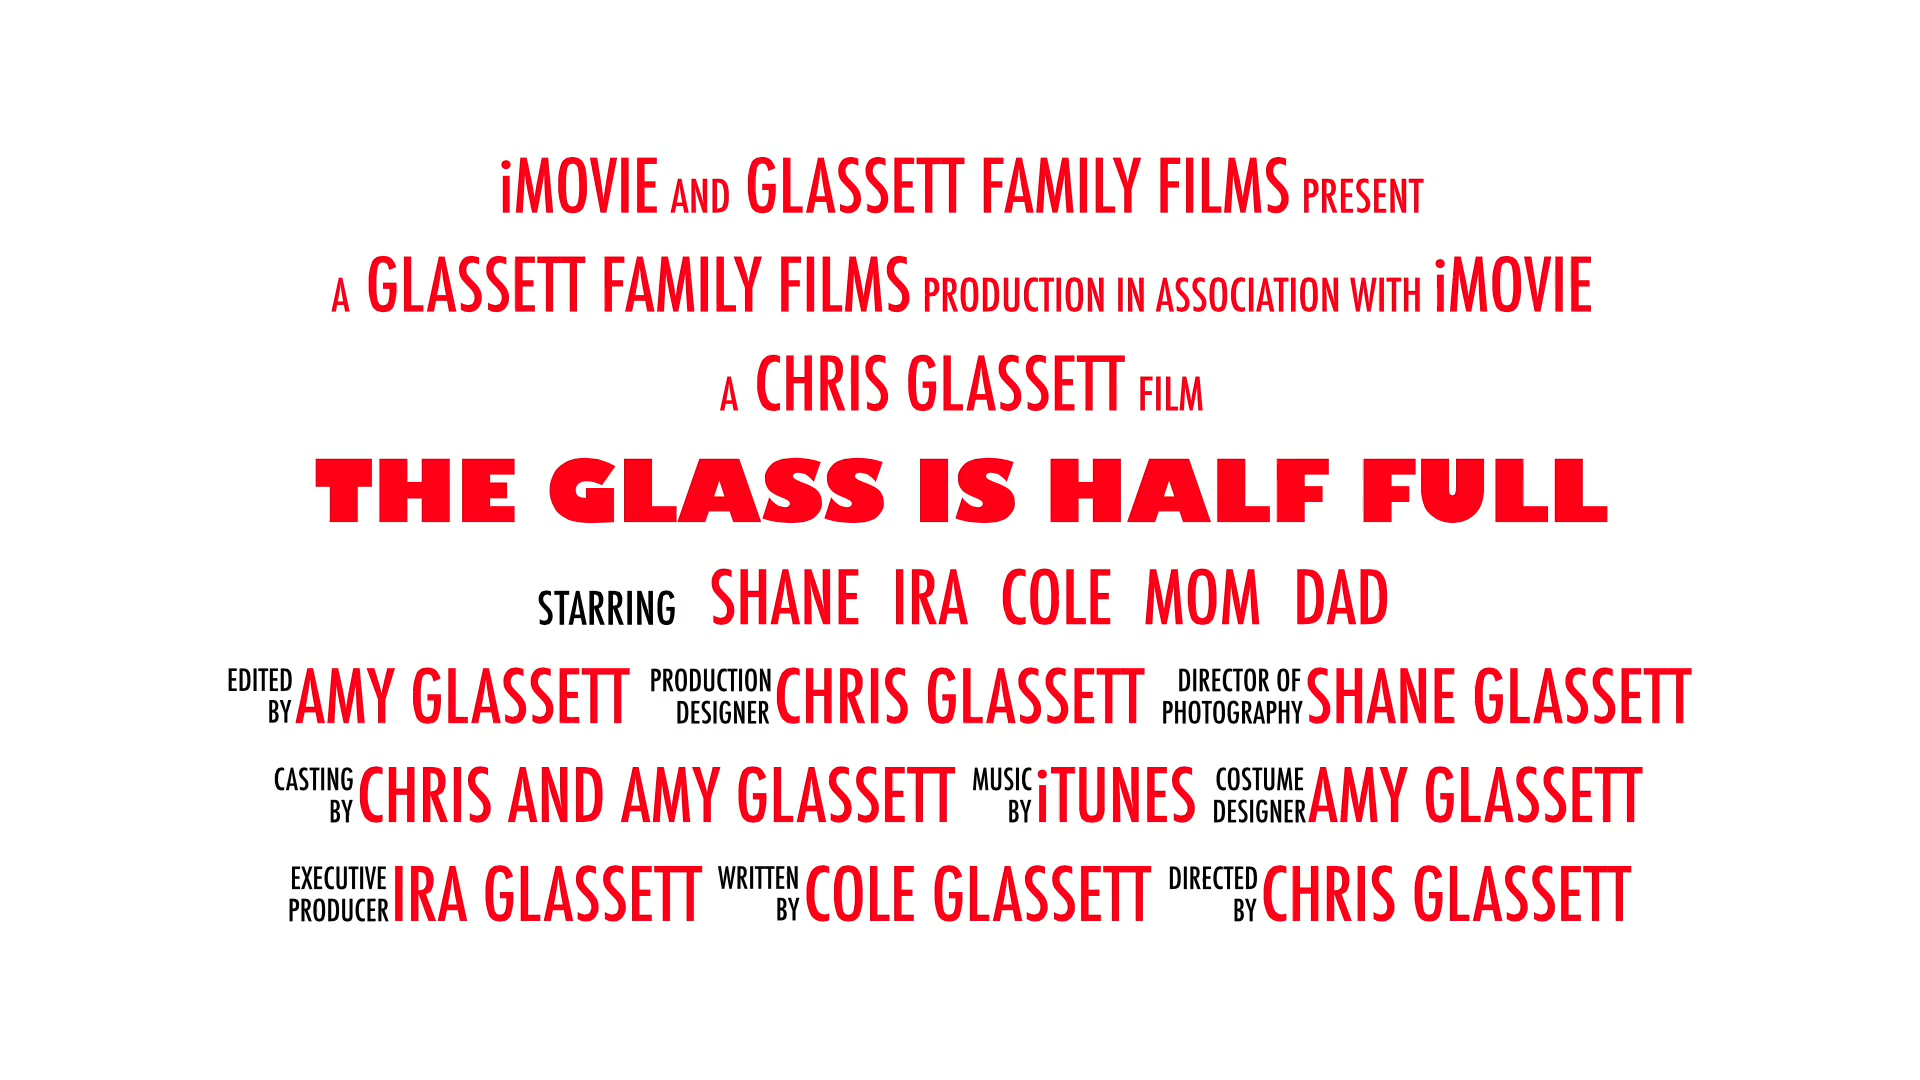 iMOVIE AND GLASSETT FAMILY FILMS PRESENT
A GLASSETT FAMILY FILMS PRODUCTION IN ASSOCIATION WITH iMOVIE
A CHRIS GLASSETT FILM
THE GLASS IS HALF FULL
STARRING SHANE IRA COLE MOM DAD
EDITED BY AMY GLASSETT PRODUCTION DESIGNER CHRIS GLASSETT DIRECTOR OF PHOTOGRAPHY SHANE GLASSETT
CASTING BY CHRIS AND AMY GLASSETT MUSIC BY iTUNES COSTUME DESIGNER AMY GLASSETT
EXECUTIVE PRODUCER IRA GLASSETT WRITTEN BY COLE GLASSETT DIRECTED BY CHRIS GLASSETT